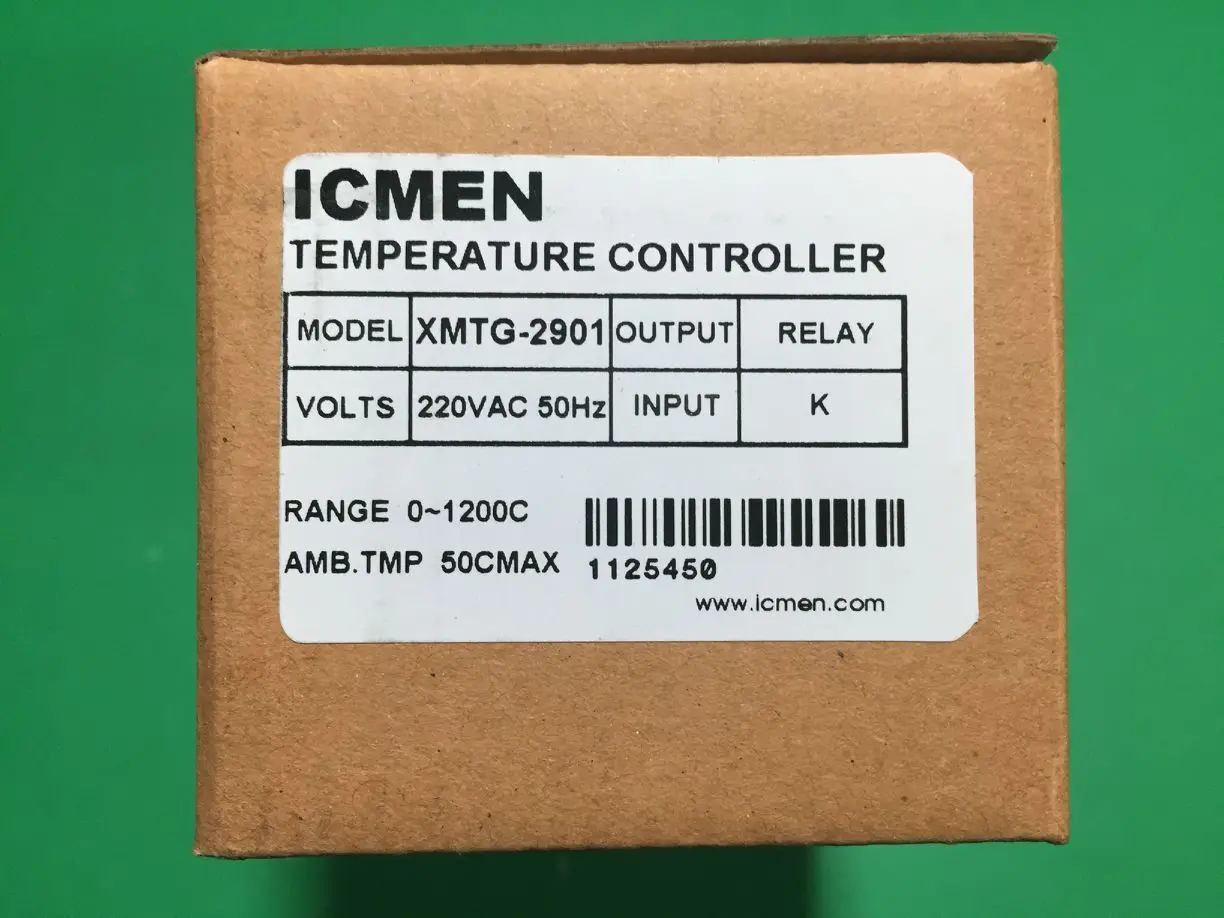 ICMEN
TEMPERATURE CONTROLLER
MODEL XMTG-2901 OUTPUT RELAY
VOLTS 220VAC 50Hz INPUT K
RANGE 0~1200C
AMB.TMP 50CMAX
1125450
www.icmen.com